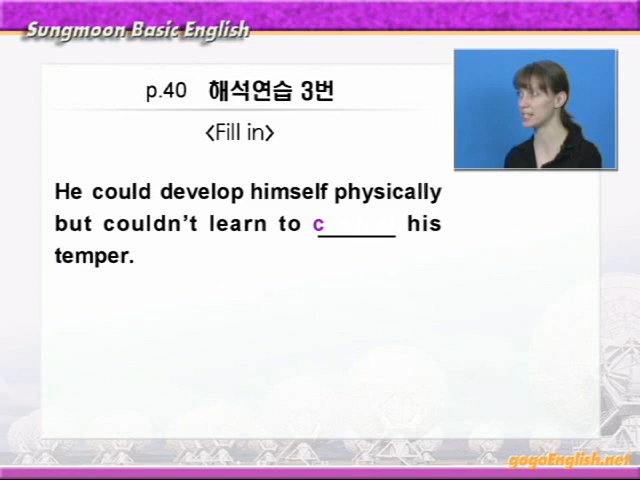 Sungmoon Basic English
p.40 해석연습 3번
<Fill in>
He could develop himself physically
but couldn't learn to c______ his
temper.
gogoEnglish.net